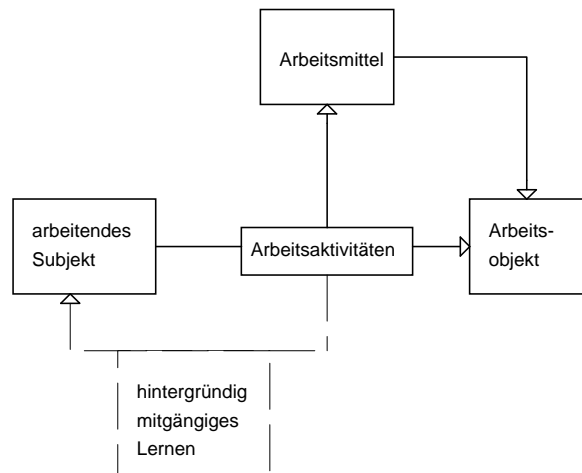 Arbeitsmittel
arbeitendes
Subjekt
Arbeitsaktivitäten
Arbeits-
objekt
hintergründig
mitgängiges
Lernen